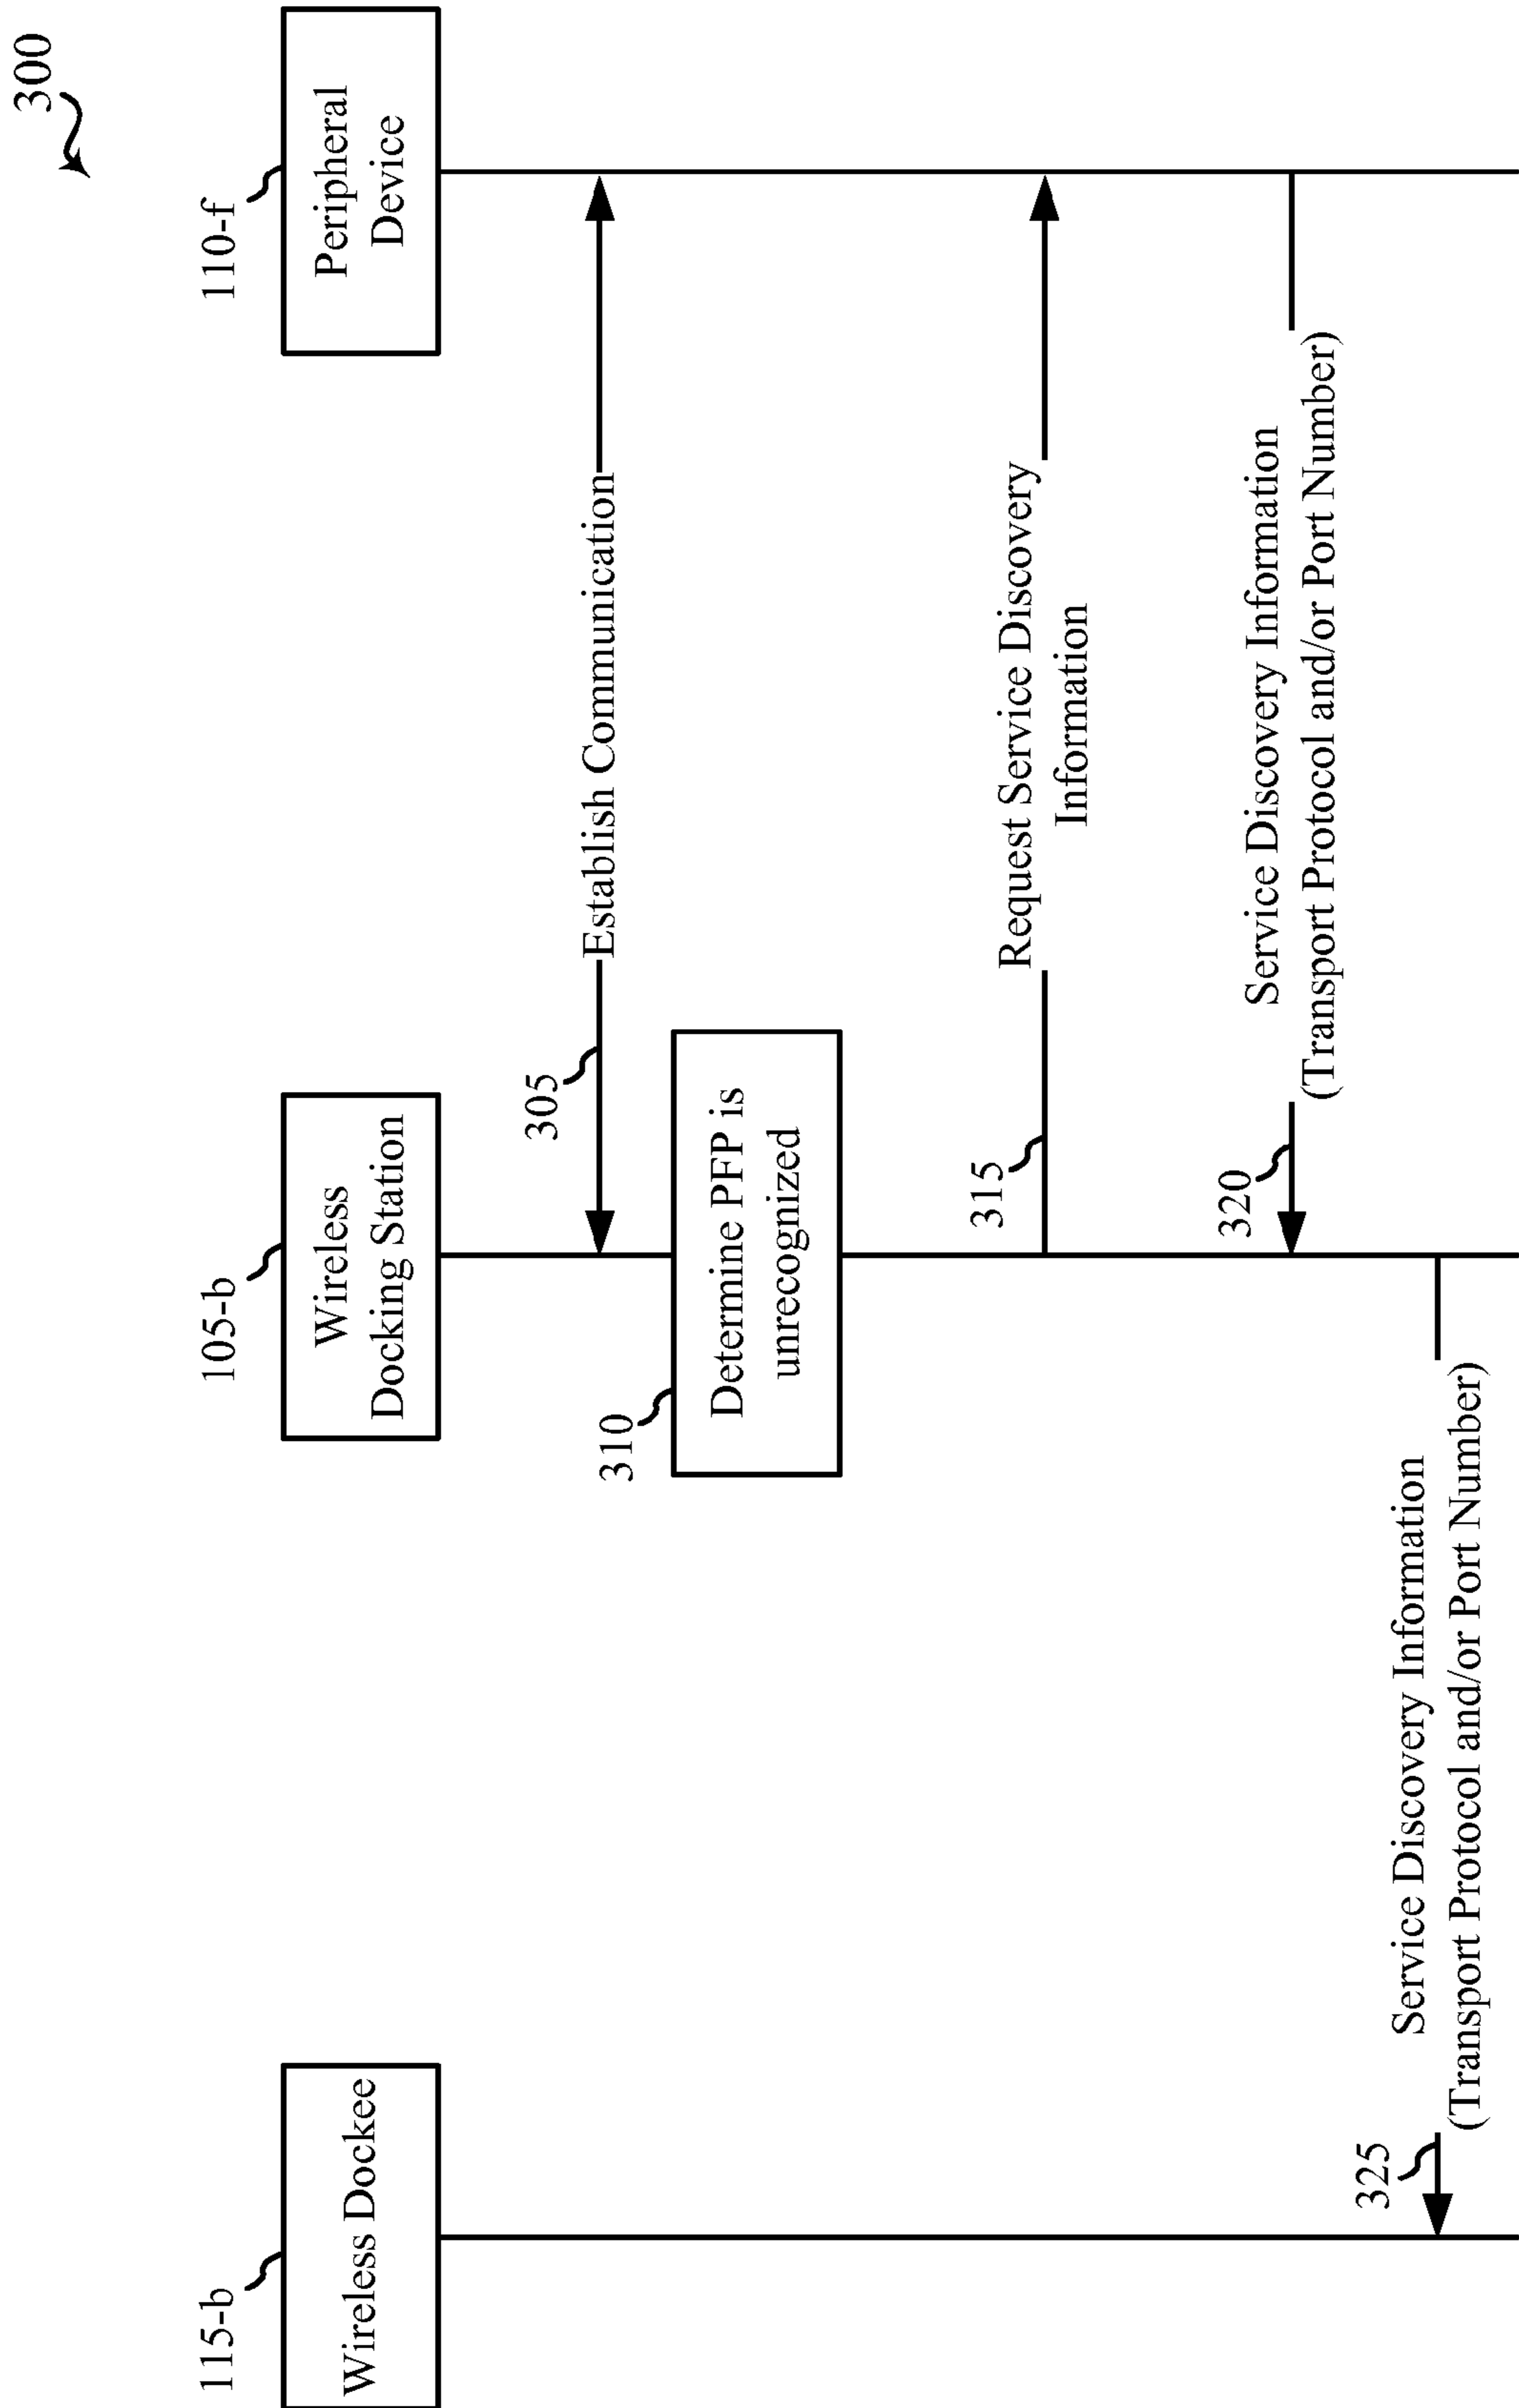 300
115-b
105-b
110-f
Wireless Dockee
Wireless
Docking Station
Peripheral
Device
305
Establish Communication
310
Determine PFP is
unrecognized
315
Request Service Discovery
Information
320
Service Discovery Information
(Transport Protocol and/or Port Number)
325
Service Discovery Information
(Transport Protocol and/or Port Number)